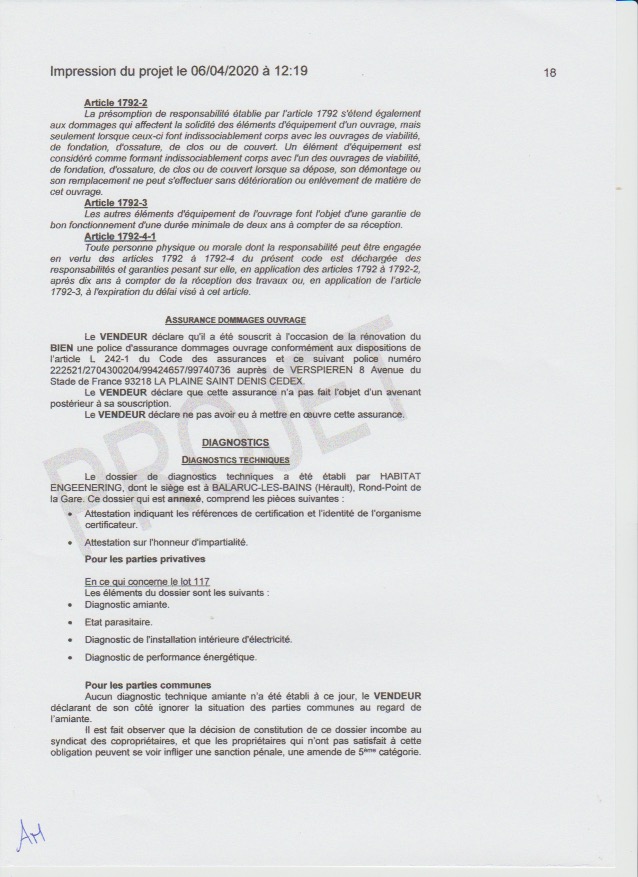 Impression du projet le 06/04/2020 à 12:19
18
Article 1792-2
La présomption de responsabilité établie par l'article 1792 s'étend également
aux dommages qui affectent la solidité des éléments d'équipement d'un ouvrage, mais
seulement lorsque ceux-ci font indissociablement corps avec les ouvrages de viabilité,
de fondation, d'ossature, de clos ou de couvert. Un élément d'équipement est
considéré comme formant indissociablement corps avec l'un des ouvrages de viabilité,
de fondation, d'ossature, de clos ou de couvert lorsque sa dépose, son démontage ou
son remplacement ne peut s'effectuer sans détérioration ou enlèvement de matière de
cet ouvrage.
Article 1792-3
Les autres éléments d'équipement de l'ouvrage font l'objet d'une garantie de
bon fonctionnement d'une durée minimale de deux ans à compter de sa réception.
Article 1792-4-1
Toute personne physique ou morale dont la responsabilité peut être engagée
en vertu des articles 1792 à 1792-4 du présent code est déchargée des
responsabilités et garanties pesant sur elle, en application des articles 1792 à 1792-2,
après dix ans à compter de la réception des travaux ou, en application de l'article
1792-3, à l'expiration du délai visé à cet article.
ASSURANCE DOMMAGES OUVRAGE
Le VENDEUR déclare qu'il a été souscrit à l'occasion de la rénovation du
BIEN une police d'assurance dommages ouvrage conformément aux dispositions de
l'article L 242-1 du Code des assurances et ce suivant police numéro
222521/2704300204/99424657/99740736 auprès de VERSPIEREN 8 Avenue du
Stade de France 93218 LA PLAINE SAINT DENIS CEDEX.
Le VENDEUR déclare que cette assurance n'a pas fait l'objet d'un avenant
postérieur à sa souscription.
Le VENDEUR déclare ne pas avoir eu à mettre en œuvre cette assurance.
PROJET
DIAGNOSTICS
DIAGNOSTICS TECHNIQUES
Le dossier de diagnostics techniques a été établi par HABITAT
ENGEENERING, dont le siège est à BALARUC-LES-BAINS (Hérault), Rond-Point de
la Gare. Ce dossier qui est annexé, comprend les pièces suivantes :
• Attestation indiquant les références de certification et l'identité de l'organisme
certificateur.
• Attestation sur l'honneur d'impartialité.
Pour les parties privatives
En ce qui concerne le lot 117
Les éléments du dossier sont les suivants :
• Diagnostic amiante.
• Etat parasitaire.
• Diagnostic de l'installation intérieure d'électricité.
• Diagnostic de performance énergétique.
Pour les parties communes
Aucun diagnostic technique amiante n'a été établi à ce jour, le VENDEUR
déclarant de son côté ignorer la situation des parties communes au regard de
l'amiante.
Il est fait observer que la décision de constitution de ce dossier incombe au
syndicat des copropriétaires, et que les propriétaires qui n'ont pas satisfait à cette
obligation peuvent se voir infliger une sanction pénale, une amende de 5ème catégorie.
AM